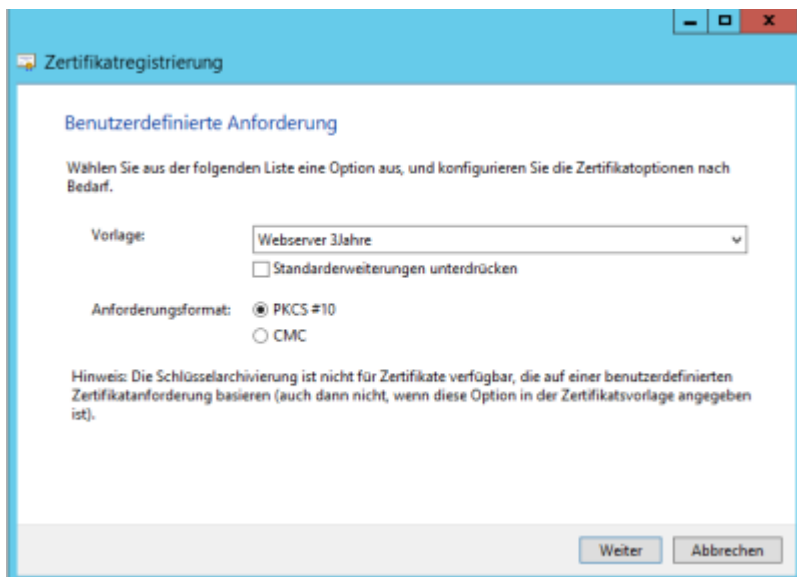 Zertifikatregistrierung
Benutzerdefinierte Anforderung
Wählen Sie aus der folgenden Liste eine Option aus, und konfigurieren Sie die Zertifikatoptionen nach
Bedarf.
Vorlage:
Webserver 3Jahre
Standarderweiterungen unterdrücken
Anforderungsformat:
PKCS #10
CMC
Hinweis: Die Schlüsselarchivierung ist nicht für Zertifikate verfügbar, die auf einer benutzerdefinierten
Zertifikatanforderung basieren (auch dann nicht, wenn diese Option in der Zertifikatsvorlage angegeben
ist).
Weiter
Abbrechen